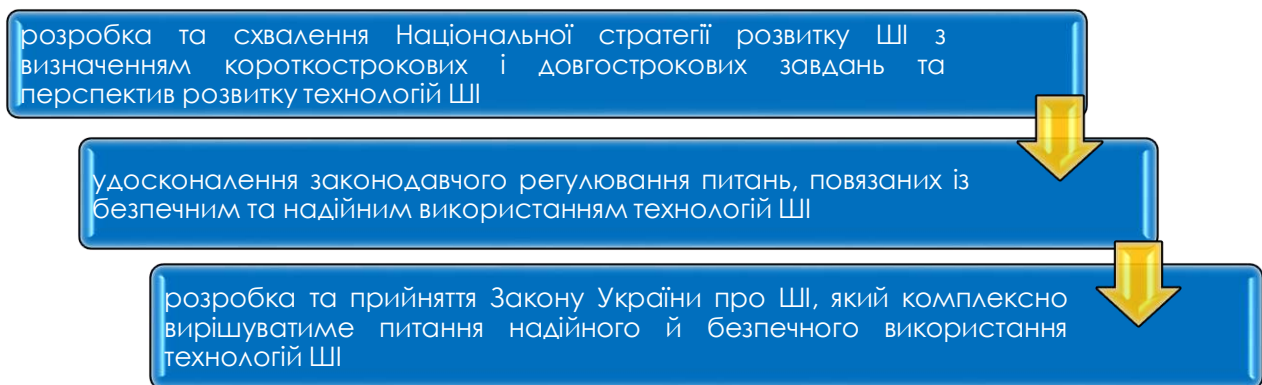 розробка та схвалення Національної стратегії розвитку ШІ з
визначенням короткострокових і довгострокових завдань та
перспектив розвитку технологій ШІ
удосконалення законодавчого регулювання питань, повязаних із
безпечним та надійним використанням технологій ШІ
розробка та прийняття Закону України про ШІ, який комплексно
вирішуватиме питання надійного й безпечного використання
технологій ШІ